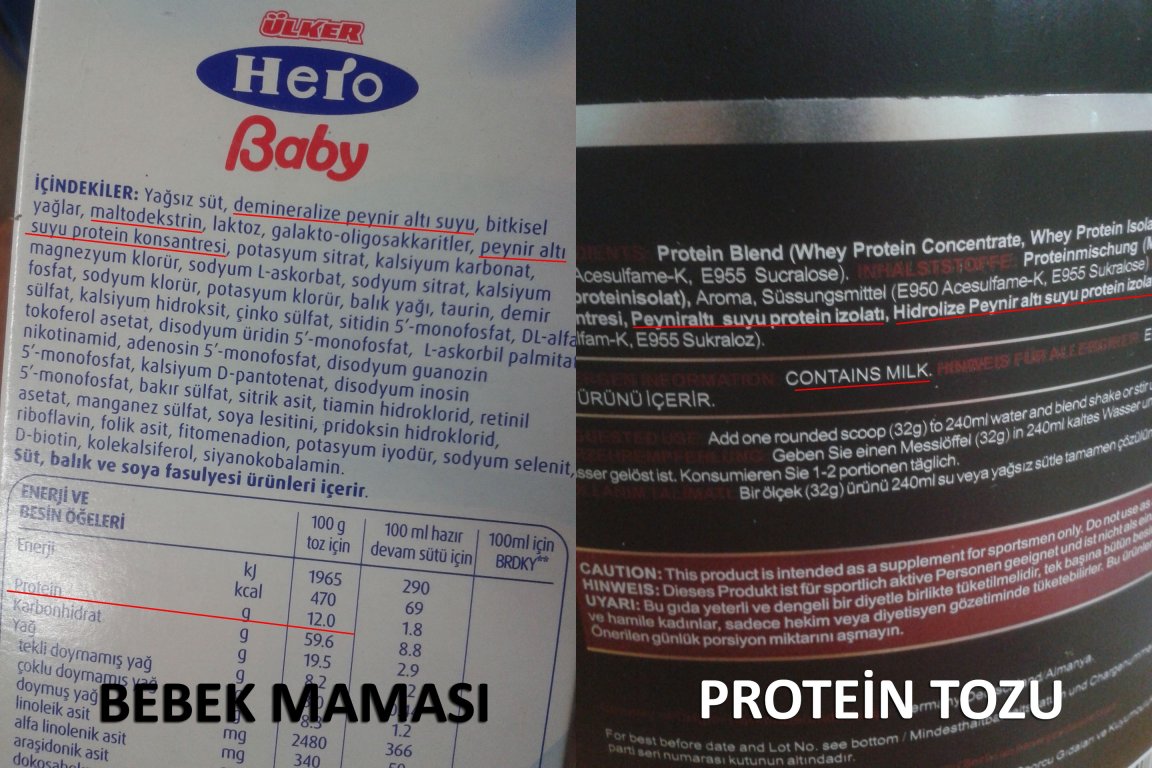 ÜLKER
Hero
Baby
İÇİNDEKİLER: Yağsız süt, demineralize peynir altı suyu, bitkisel
yağlar, maltodekstrin, laktoz, galakto-oligosakkaritler, peynir altı
suyu protein konsantresi, potasyum sitrat, kalsiyum karbonat,
magnezyum klorür, sodyum L-askorbat, sodyum sitrat, kalsiyum
fosfat, sodyum klorür, potasyum klorür, balık yağı, taurin, demir
sülfat, kalsiyum hidroksit, çinko sülfat, sitidin 5'-monofosfat, DL-alfa
tokoferol asetat, disodyum üridin 5'-monofosfat, L-askorbil palmitat
nikotinamid, adenosin 5'-monofosfat, disodyum guanozin
5'-monofosfat, kalsiyum D-pantotenat, disodyum inosin
5'-monofosfat, bakır sülfat, sitrik asit, tiamin hidroklorid, retinil
asetat, manganez sülfat, soya lesitini, pridoksin hidroklorid,
riboflavin, folik asit, fitomenadion, potasyum iyodür, sodyum selenit,
D-biotin, kolekalsiferol, siyanokobalamin.
Süt, balık ve soya fasulyesi ürünleri içerir.
ENERJİ VE
BESİN ÖĞELERİ
100 g
toz için
100 ml hazır
devam sütü için
100ml için
BRDKY**
Enerji
kJ 1965 290
kcal 470 69
Protein g 12.0 1.8
Karbonhidrat g 59.6 8.8
Yağ g 19.5 2.9
tekli doymamış yağ g 8.2
çoklu doymamış yağ
doymuş yağ 8.3 1.2
linoleik asit mg 2480 366
alfa linolenik asit mg 340
araşidonik asit
BEBEK MAMASI
Protein Blend (Whey Protein Concentrate, Whey Protein
Acesulfame-K, E955 Sucralose). INHALSTSTOFFE: Proteinmischung
proteinisolat), Aroma, Süssungsmittel (E950 Acesulfame-K, E955 Sukralose)
Peyniraltı suyu protein izolatı, Hidrolize Peynir altı suyu protein
E955 Sukraloz).
INFORMATION: CONTAINS MILK. HINWEIS FÜR ALLERGIKER:
ÜRÜNÜ İÇERİR.
USE: Add one rounded scoop (32g) to 240ml water and blend shake or stir
Geben Sie einen Messlöffel (32g) in 240ml kaltes Wasser
gelöst ist. Konsumieren Sie 1-2 portionen täglich.
TALIMATI: Bir ölçek (32g) ürünü 240ml su veya yağsız sütle tamamen
CAUTION: This product is intended as a supplement for sportsmen only. Do not use as
HINWEIS: Dieses Produkt ist für sportlich aktive Personen geeignet und ist nicht als
UYARI: Bu gıda yeterli ve dengeli bir diyetle birlikte tüketilmelidir, tek başına bütün
ve hamile kadınlar, sadece hekim veya diyetisyen gözetiminde tüketebilirler. Bu
Önerilen günlük porsiyon miktarını aşmayın.
Almanya.
For best before date and Lot No. see bottom / und Chargennummer
parti seri numarası kutunun altındadır.
PROTEİN TOZU